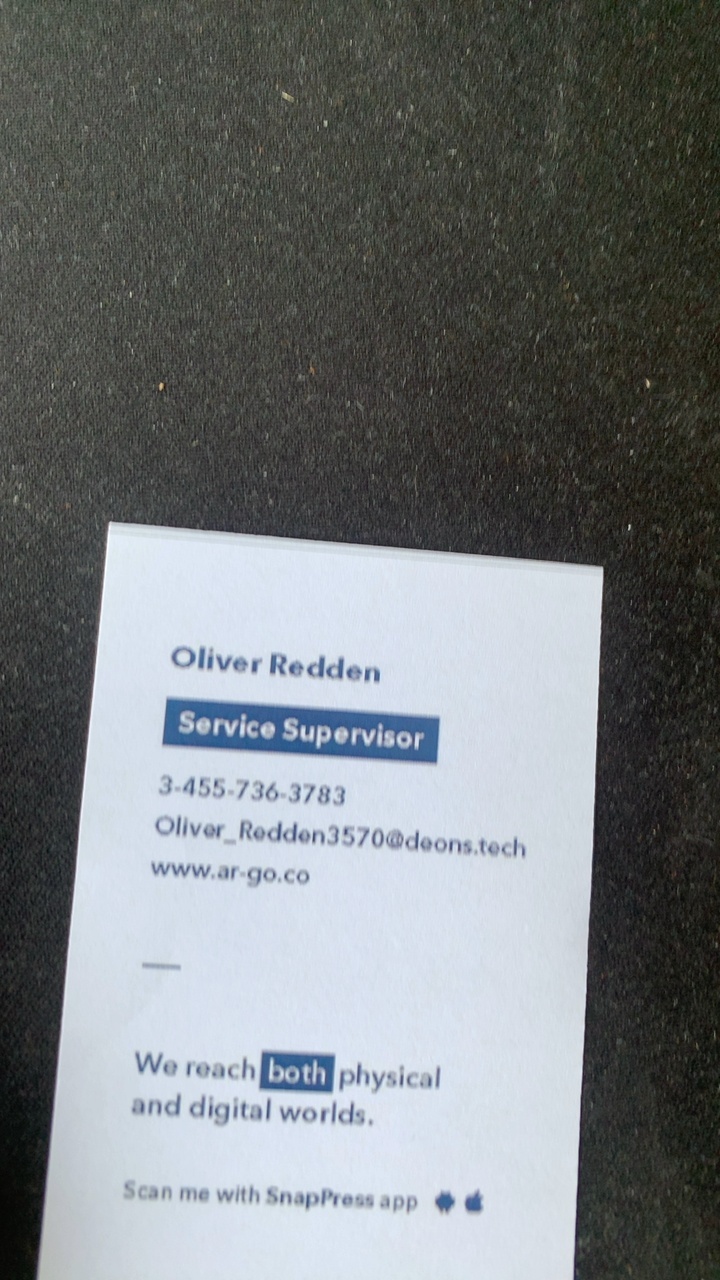 Oliver Redden
Service Supervisor
3-455-736-3783
Oliver_Redden3570@deons.tech
www.ar-go.co
We reach both physical
and digital worlds.
Scan me with SnapPress app